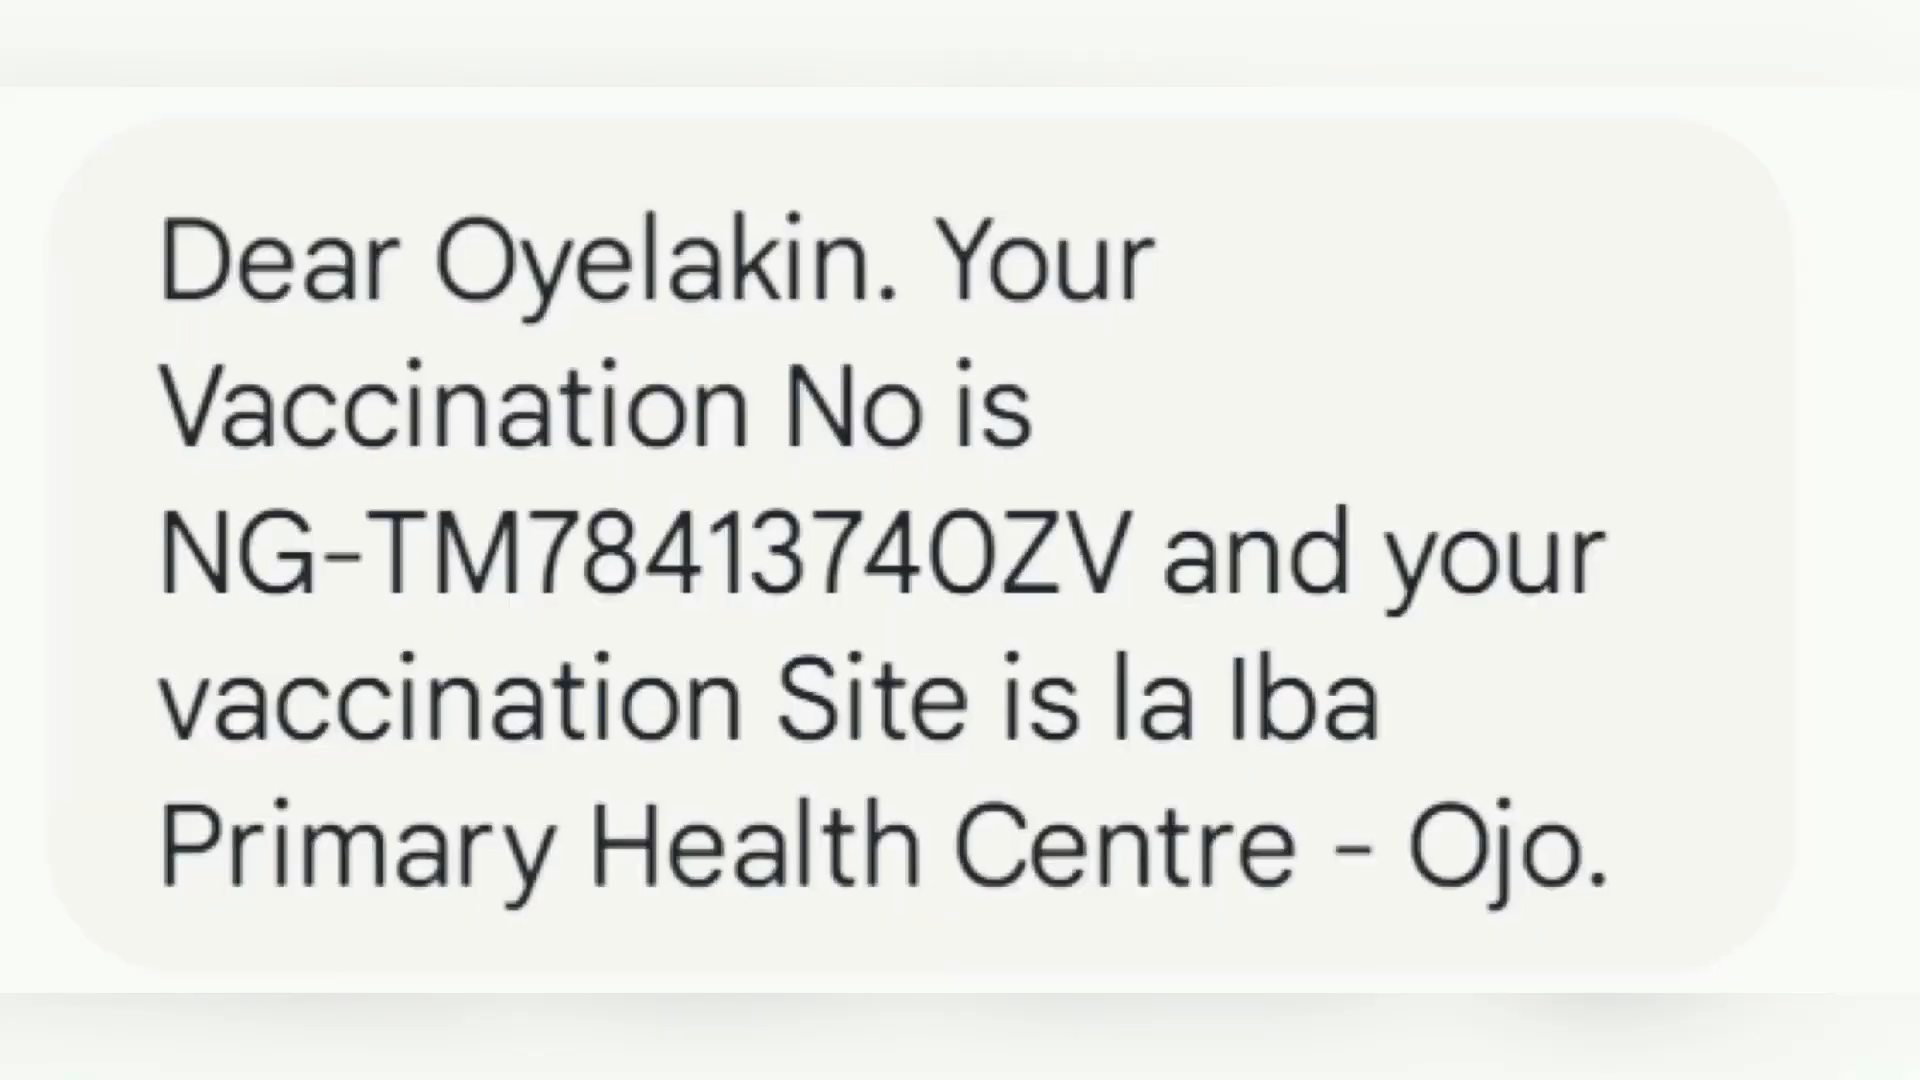 Dear Oyelakin. Your
Vaccination No is
NG-TM78413740ZV and your
vaccination Site is la Iba
Primary Health Centre - Ojo.